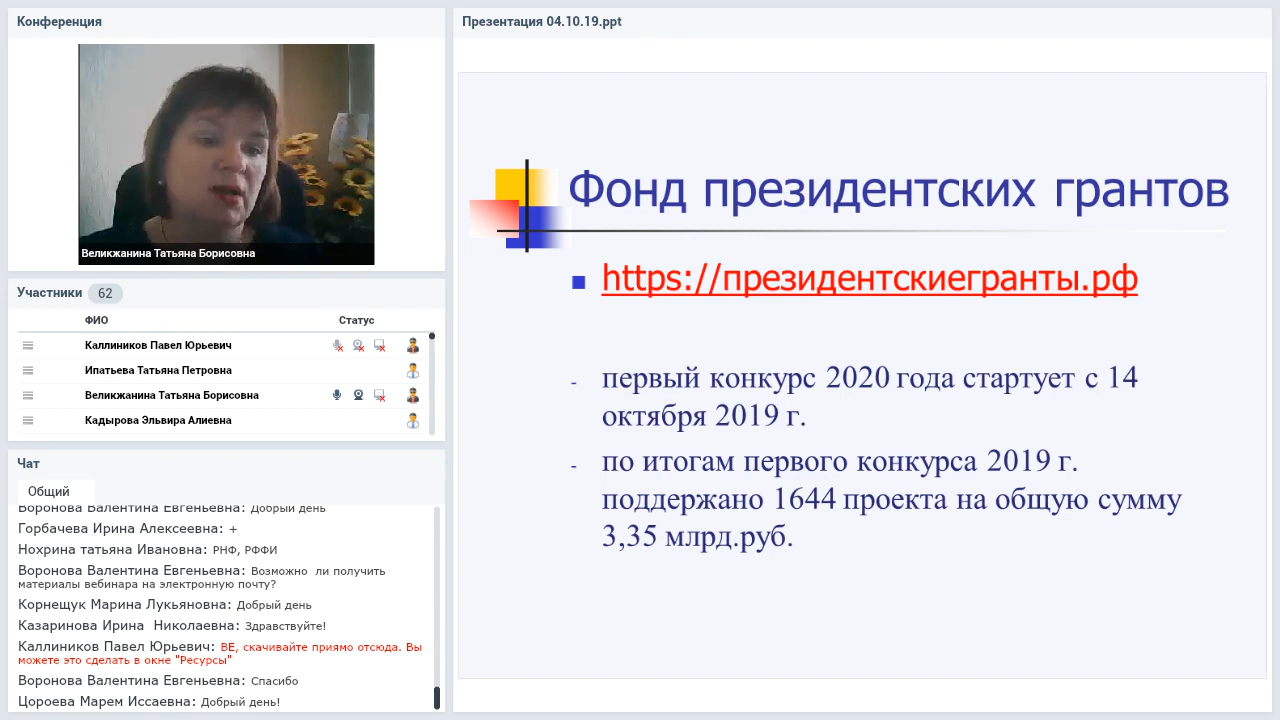 Конференция
Великжанина Татьяна Борисовна
Участники 62
ФИО Статус
Каллиников Павел Юрьевич
Ипатьева Татьяна Петровна
Великжанина Татьяна Борисовна
Кадырова Эльвира Алиевна
Чат
Общий
Воронова Валентина Евгеньевна: Добрый день
Горбачева Ирина Алексеевна: +
Нохрина татьяна Ивановна: РНФ, РФФИ
Воронова Валентина Евгеньевна: Возможно ли получить
материалы вебинара на электронную почту?
Корнещук Марина Лукьяновна: Добрый день
Казаринова Ирина Николаевна: Здравствуйте!
Каллиников Павел Юрьевич: ВЕ, скачивайте приямо отсюда. Вы
можете это сделать в окне "Ресурсы"
Воронова Валентина Евгеньевна: Спасибо
Цороева Марем Иссаевна: Добрый день!
Презентация 04.10.19.ppt
Фонд президентских грантов
https://президентскиегранты.рф
- первый конкурс 2020 года стартует с 14
октября 2019 г.
- по итогам первого конкурса 2019 г.
поддержано 1644 проекта на общую сумму
3,35 млрд.руб.